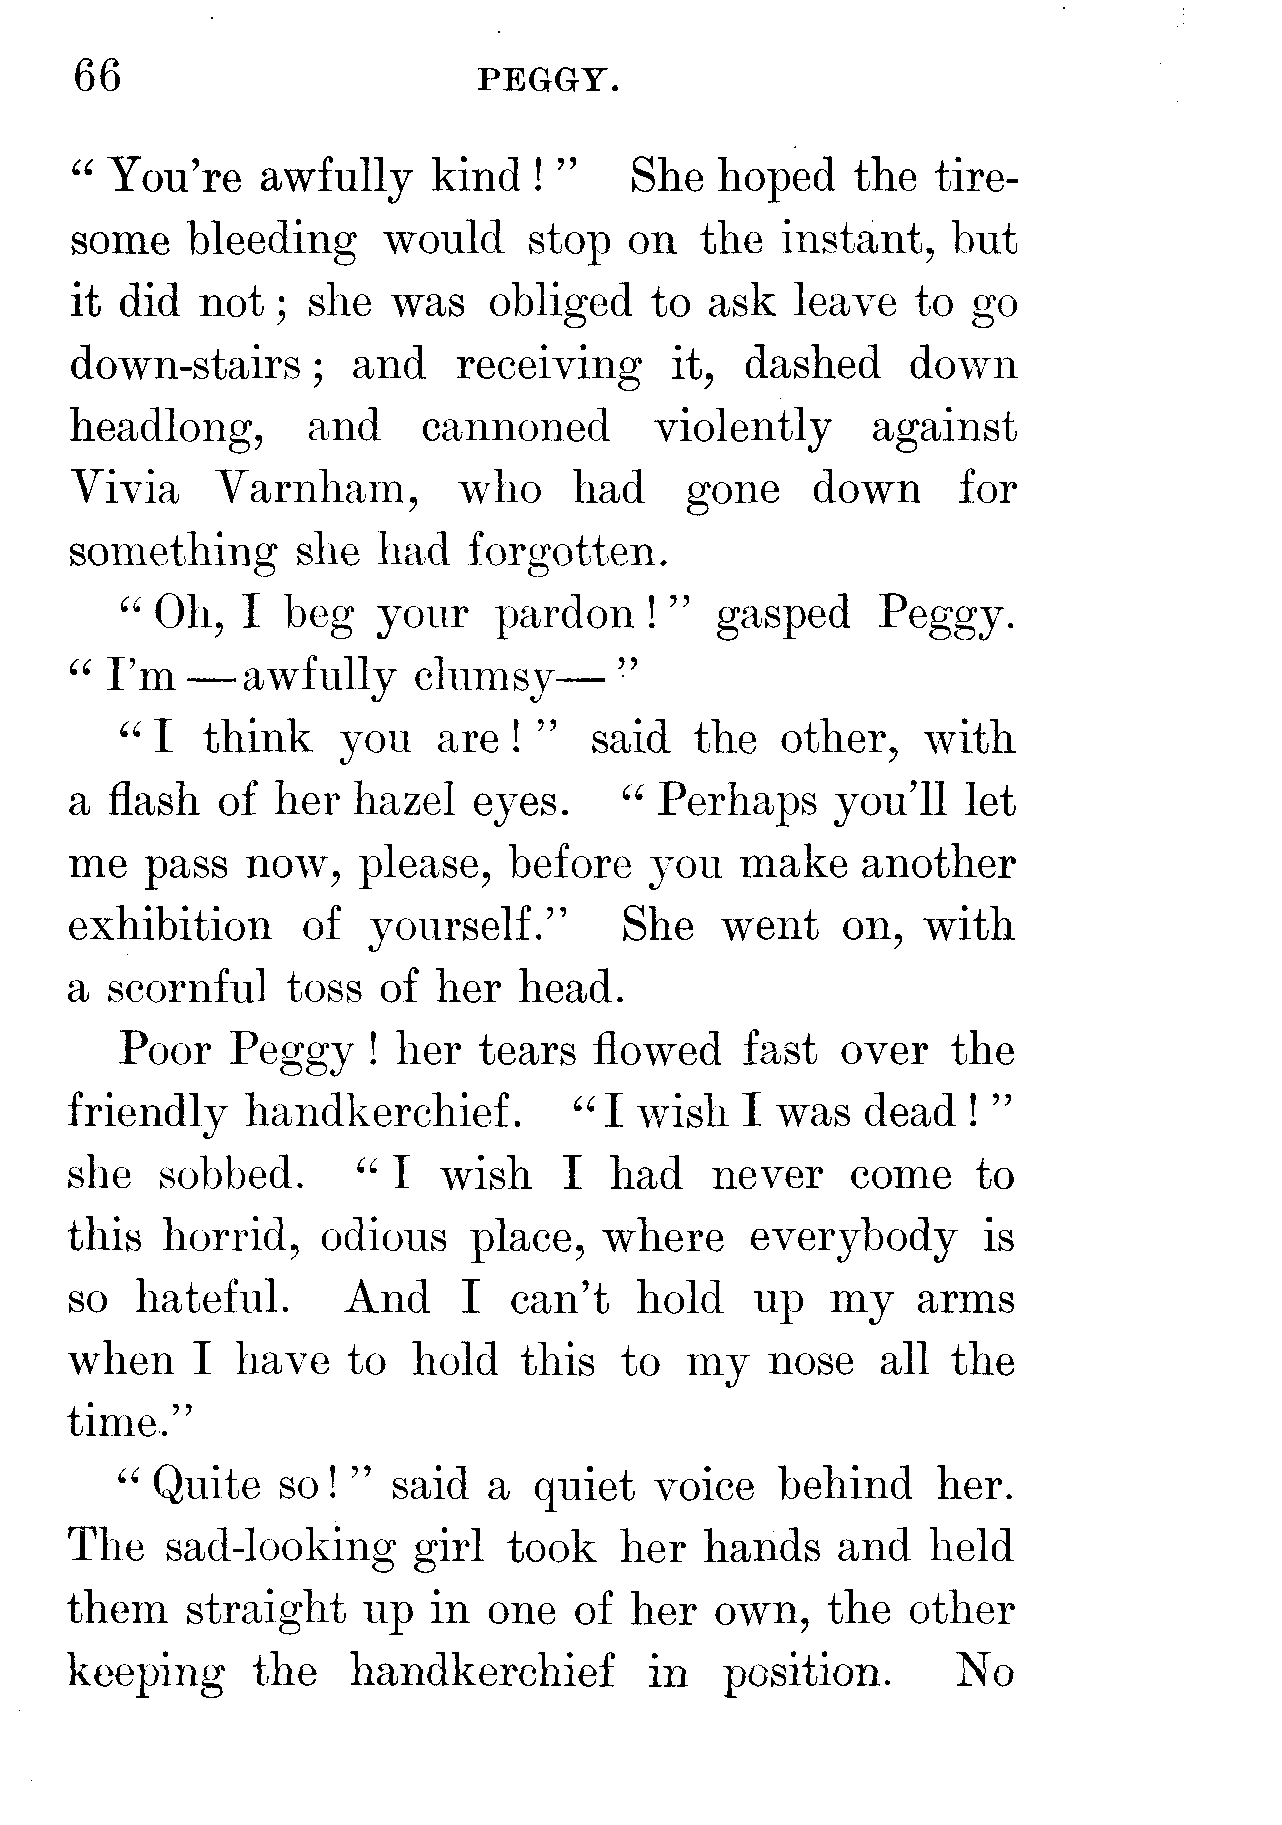 66 PEGGY.
“ You’re awfully kind ! ” She hoped the tire-
some bleeding would stop on the instant, but
it did not ; she was obliged to ask leave to go
down-stairs ; and receiving it, dashed down
headlong, and cannoned violently against
Vivia Varnham, who had gone down for
something she had forgotten.
“ Oh, I beg your pardon ! ” gasped Peggy.
“ I’m —awfully clumsy— ”
“ I think you are ! ” said the other, with
a flash of her hazel eyes. “ Perhaps you’ll let
me pass now, please, before you make another
exhibition of yourself.” She went on, with
a scornful toss of her head.
Poor Peggy ! her tears flowed fast over the
friendly handkerchief. “ I wish I was dead ! ”
she sobbed. “ I wish I had never come to
this horrid, odious place, where everybody is
so hateful. And I can’t hold up my arms
when I have to hold this to my nose all the
time.”
“ Quite so ! ” said a quiet voice behind her.
The sad-looking girl took her hands and held
them straight up in one of her own, the other
keeping the handkerchief in position. No